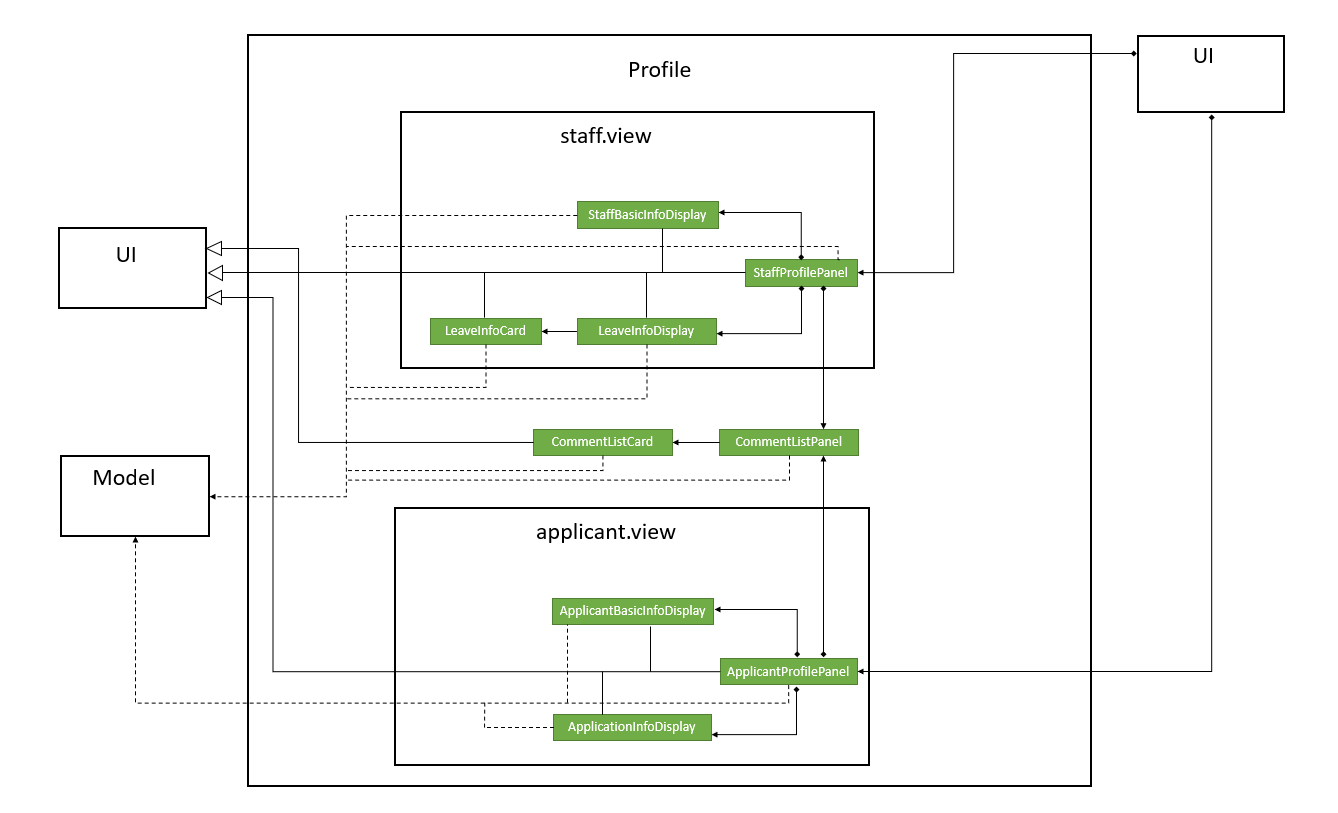 UI
Profile
staff.view
StaffBasicInfoDisplay
UI
StaffProfilePanel
LeaveInfoCard
LeaveInfoDisplay
CommentListCard
CommentListPanel
Model
applicant.view
ApplicantBasicInfoDisplay
ApplicantProfilePanel
ApplicationInfoDisplay